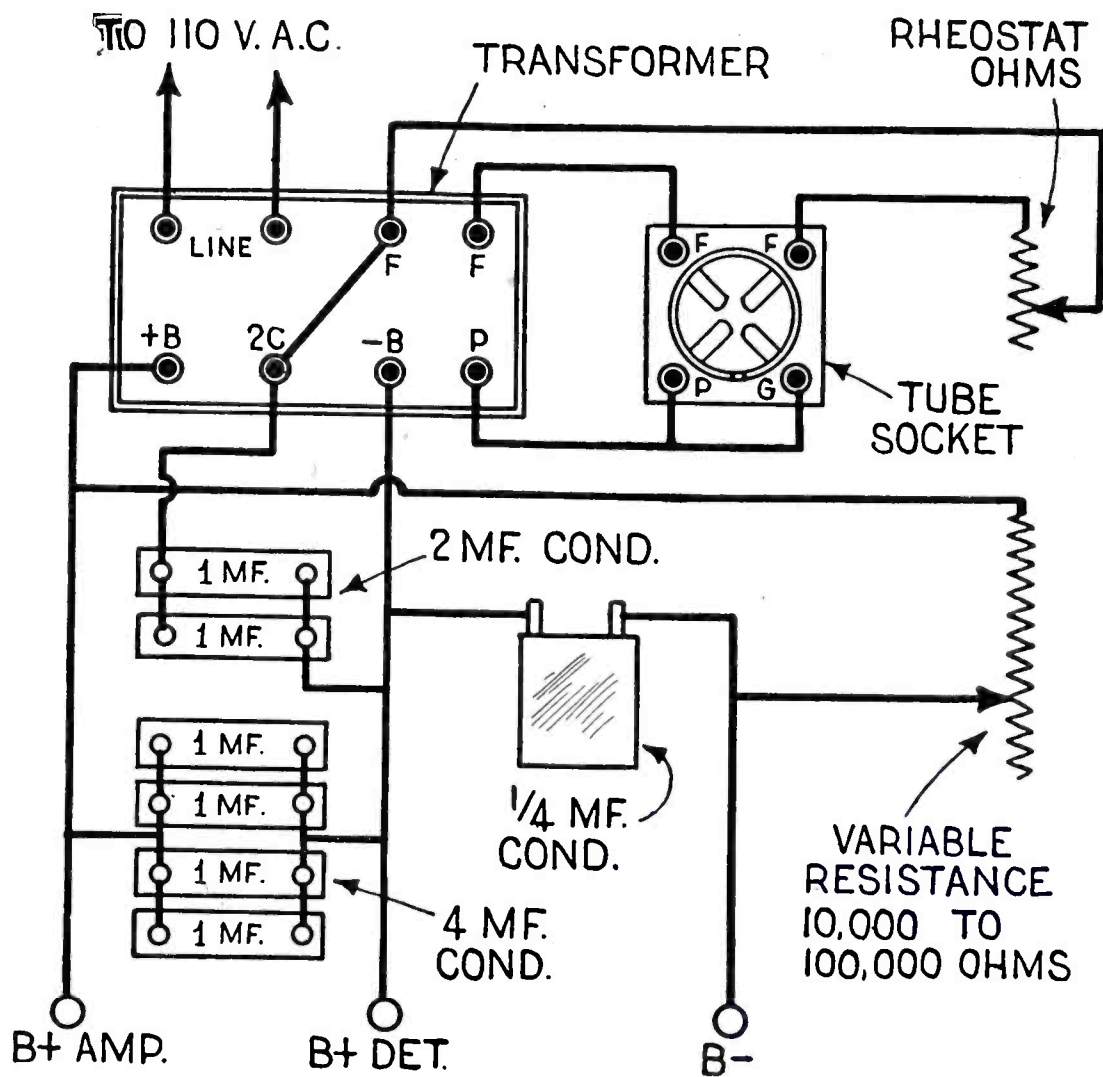 TO 110 V. A.C.
TRANSFORMER
RHEOSTAT
OHMS
LINE
F
F
+B
2C
-B
P
F
F
P
G
TUBE
SOCKET
1 MF.
1 MF.
2 MF. COND.
1 MF.
1 MF.
1 MF.
1 MF.
4 MF.
COND.
1/4 MF.
COND.
VARIABLE
RESISTANCE
10,000 TO
100,000 OHMS
B+ AMP.
B+ DET.
B-